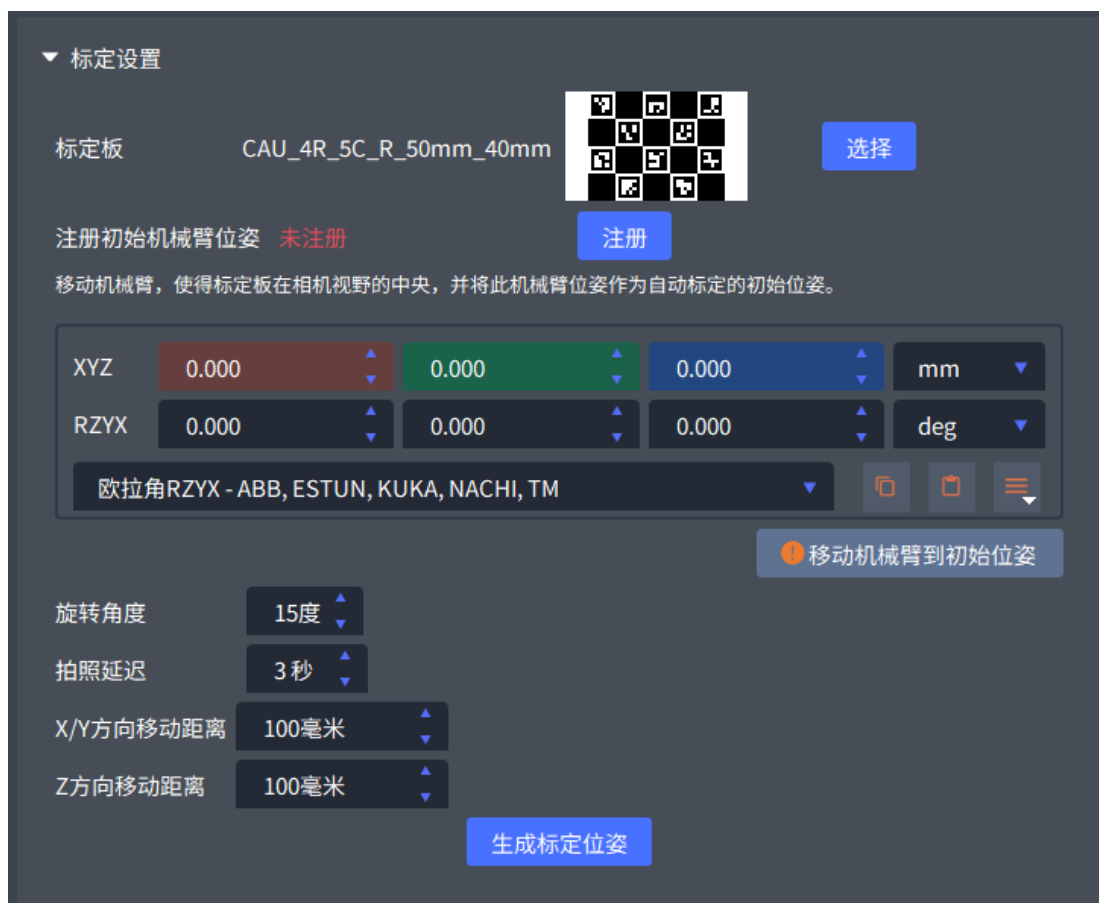 标定设置
标定板 CAU_4R_5C_R_50mm_40mm 选择
注册初始机械臂位姿 未注册 注册
移动机械臂，使得标定板在相机视野的中央，并将此机械臂位姿作为自动标定的初始位姿。
XYZ 0.000 0.000 0.000 mm
RZYX 0.000 0.000 0.000 deg
欧拉角RZYX - ABB, ESTUN, KUKA, NACHI, TM
移动机械臂到初始位姿
旋转角度 15度
拍照延迟 3 秒
X/Y方向移动距离 100毫米
Z方向移动距离 100毫米
生成标定位姿